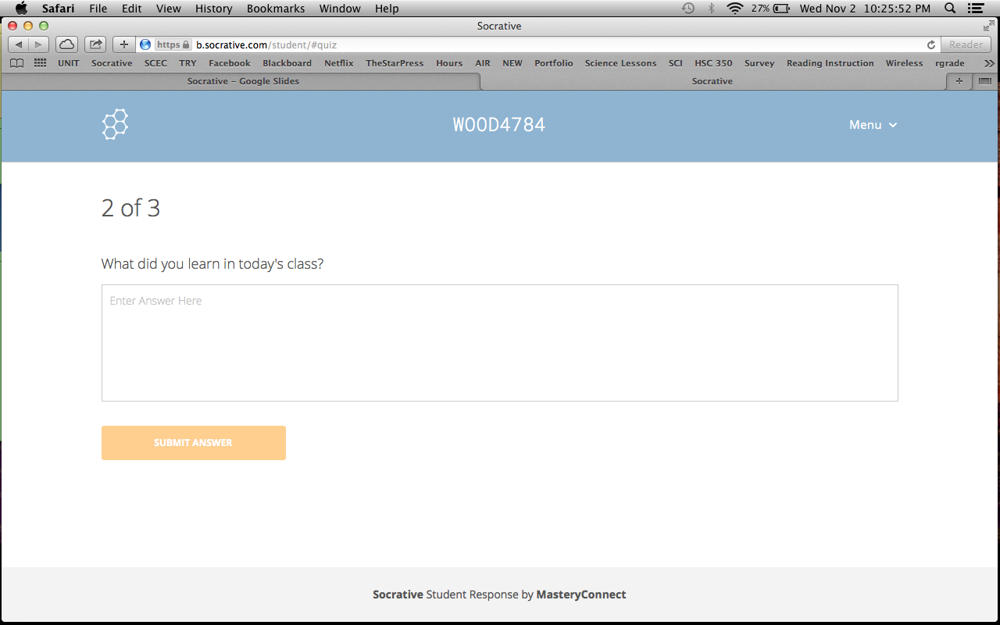 Safari File Edit View History Bookmarks Window Help 27% Wed Nov 2 10:25:52 PM
Socrative
https b.socrative.com/student/#quiz Reader
UNIT Socrative SCEC TRY Facebook Blackboard Netflix TheStarPress Hours AIR NEW Portfolio Science Lessons SCI HSC 350 Survey Reading Instruction Wireless rgrade
Socrative – Google Slides Socrative
WOOD4784 Menu
2 of 3
What did you learn in today's class?
Enter Answer Here
SUBMIT ANSWER
Socrative Student Response by MasteryConnect